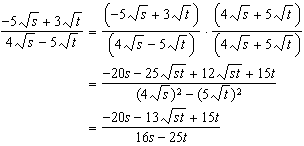 (-5√s + 3√t)/(4√s − 5√t) = (-5√s + 3√t)/(4√s − 5√t) · (4√s + 5√t)/(4√s + 5√t)
= (-20s − 25√st + 12√st + 15t)/((4√s)² − (5√t)²)
= (-20s − 13√st + 15t)/(16s − 25t)